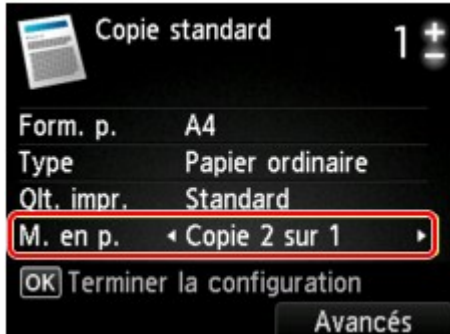 Copie standard
1 +
−
Form. p. A4
Type Papier ordinaire
Qlt. impr. Standard
M. en p. ◂ Copie 2 sur 1 ▸
OK Terminer la configuration
Avancés